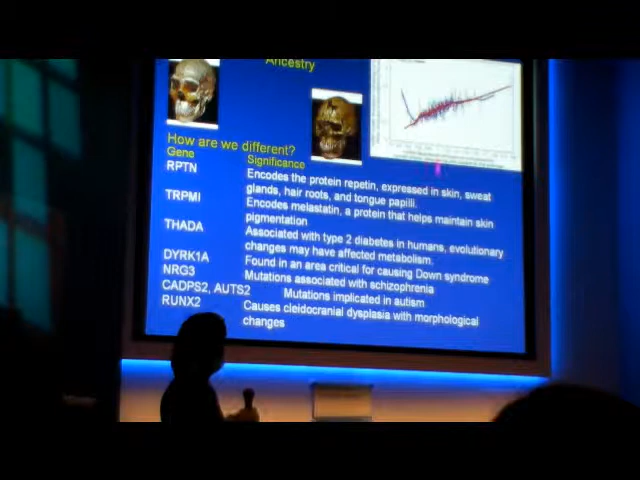 Ancestry
How are we different?
Gene Significance
RPTN Encodes the protein repetin, expressed in skin, sweat
glands, hair roots, and tongue papilli.
TRPMI Encodes melastatin, a protein that helps maintain skin
pigmentation
THADA Associated with type 2 diabetes in humans, evolutionary
changes may have affected metabolism.
DYRK1A Found in an area critical for causing Down syndrome
NRG3 Mutations associated with schizophrenia
CADPS2, AUTS2 Mutations implicated in autism
RUNX2 Causes cleidocranial dysplasia with morphological
changes